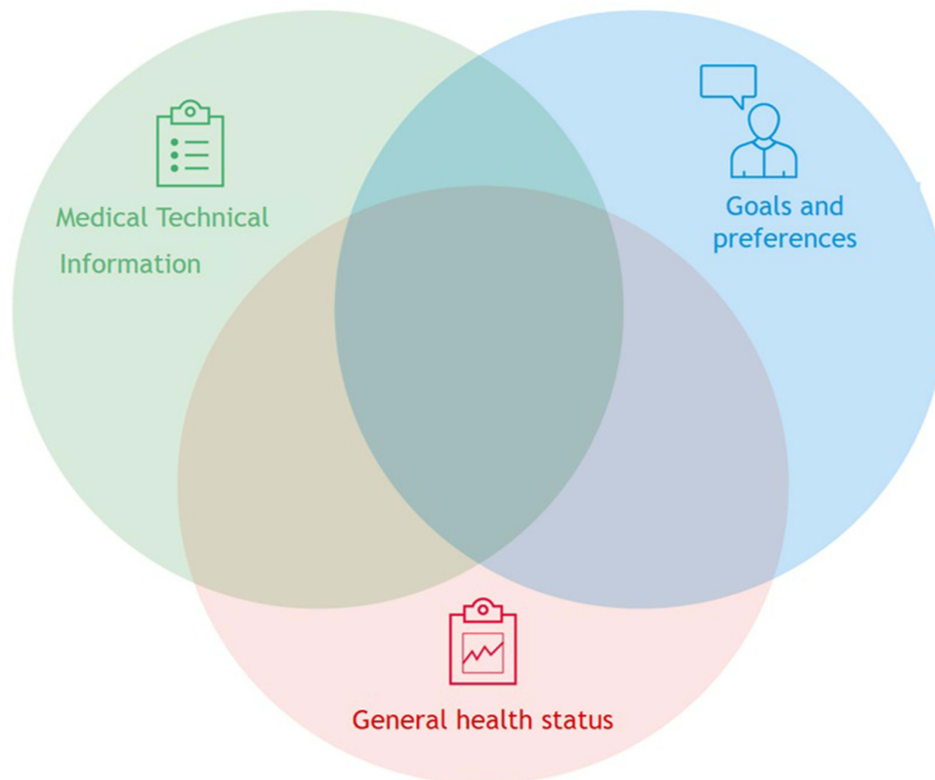 Medical Technical
Information
Goals and
preferences
General health status